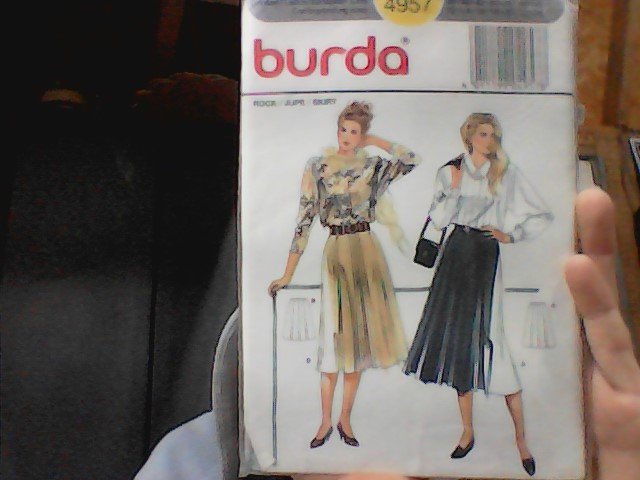 4957
burda®
ROCK / JUPE / SKIRT